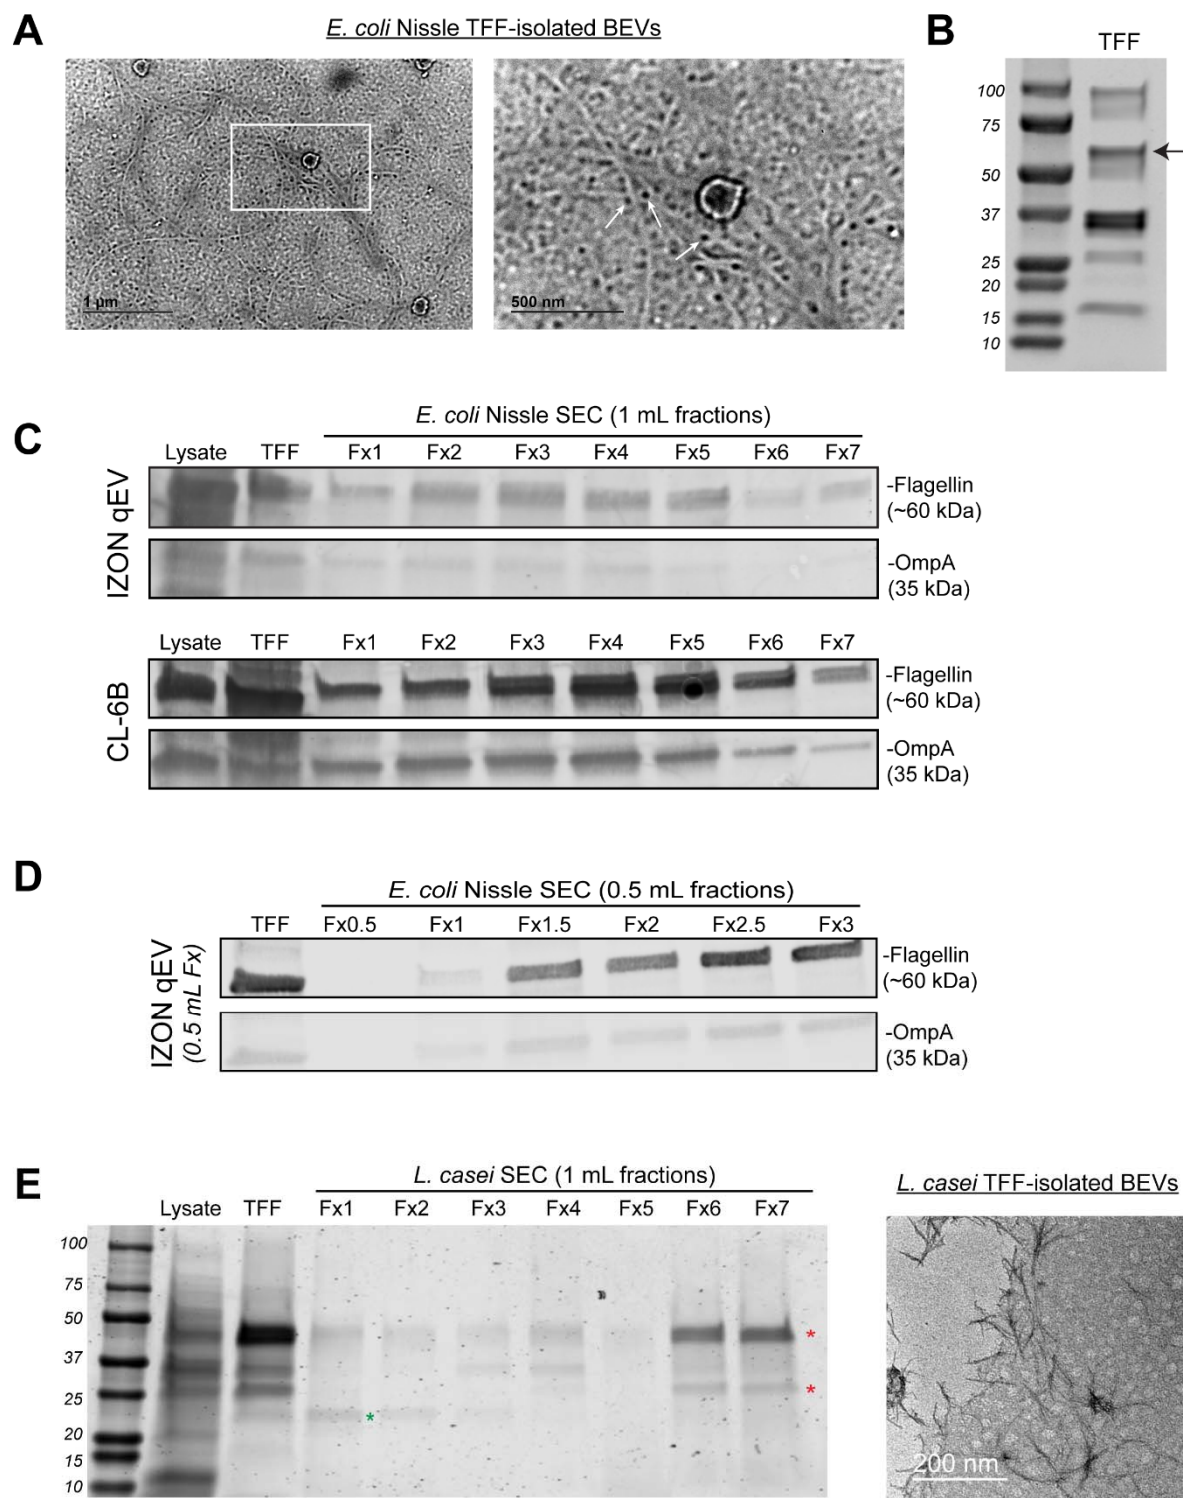 A
E. coli Nissle TFF-isolated BEVs
1 µm
500 nm
B
TFF
100
75
50
37
25
20
15
10
C
E. coli Nissle SEC (1 mL fractions)
Lysate TFF Fx1 Fx2 Fx3 Fx4 Fx5 Fx6 Fx7
IZON qEV
-Flagellin
(~60 kDa)
-OmpA
(35 kDa)
Lysate TFF Fx1 Fx2 Fx3 Fx4 Fx5 Fx6 Fx7
CL-6B
-Flagellin
(~60 kDa)
-OmpA
(35 kDa)
D
E. coli Nissle SEC (0.5 mL fractions)
TFF Fx0.5 Fx1 Fx1.5 Fx2 Fx2.5 Fx3
IZON qEV
(0.5 mL Fx)
-Flagellin
(~60 kDa)
-OmpA
(35 kDa)
E
L. casei SEC (1 mL fractions)
Lysate TFF Fx1 Fx2 Fx3 Fx4 Fx5 Fx6 Fx7
100
75
50
37
25
20
15
10
*
*
*
L. casei TFF-isolated BEVs
200 nm